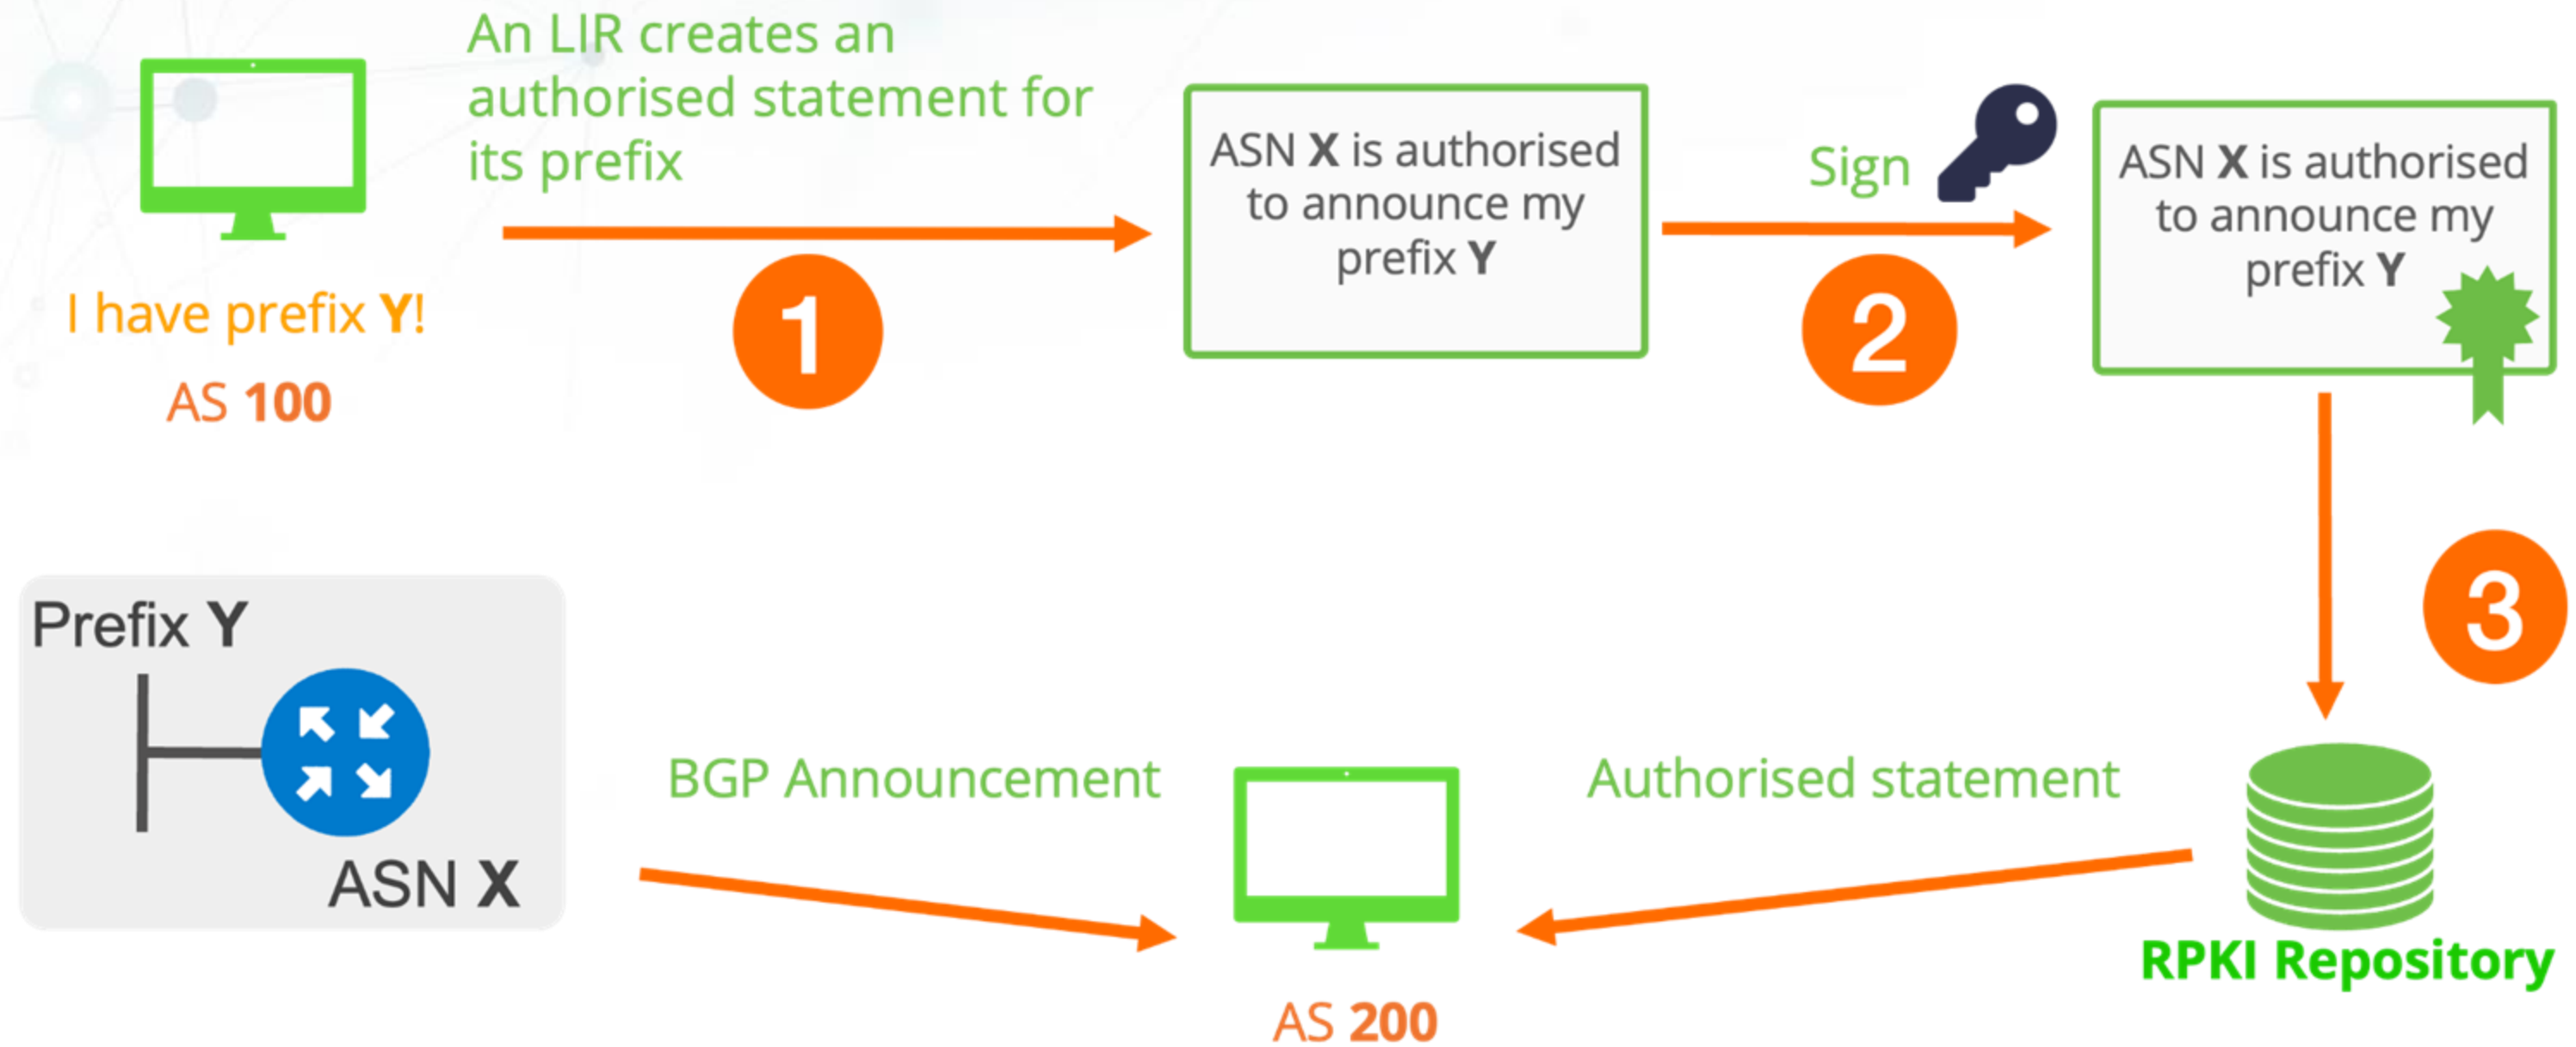 An LIR creates an
authorised statement for
its prefix
I have prefix Y!
AS 100
1
ASN X is authorised
to announce my
prefix Y
Sign
2
ASN X is authorised
to announce my
prefix Y
3
Prefix Y
ASN X
BGP Announcement
AS 200
Authorised statement
RPKI Repository